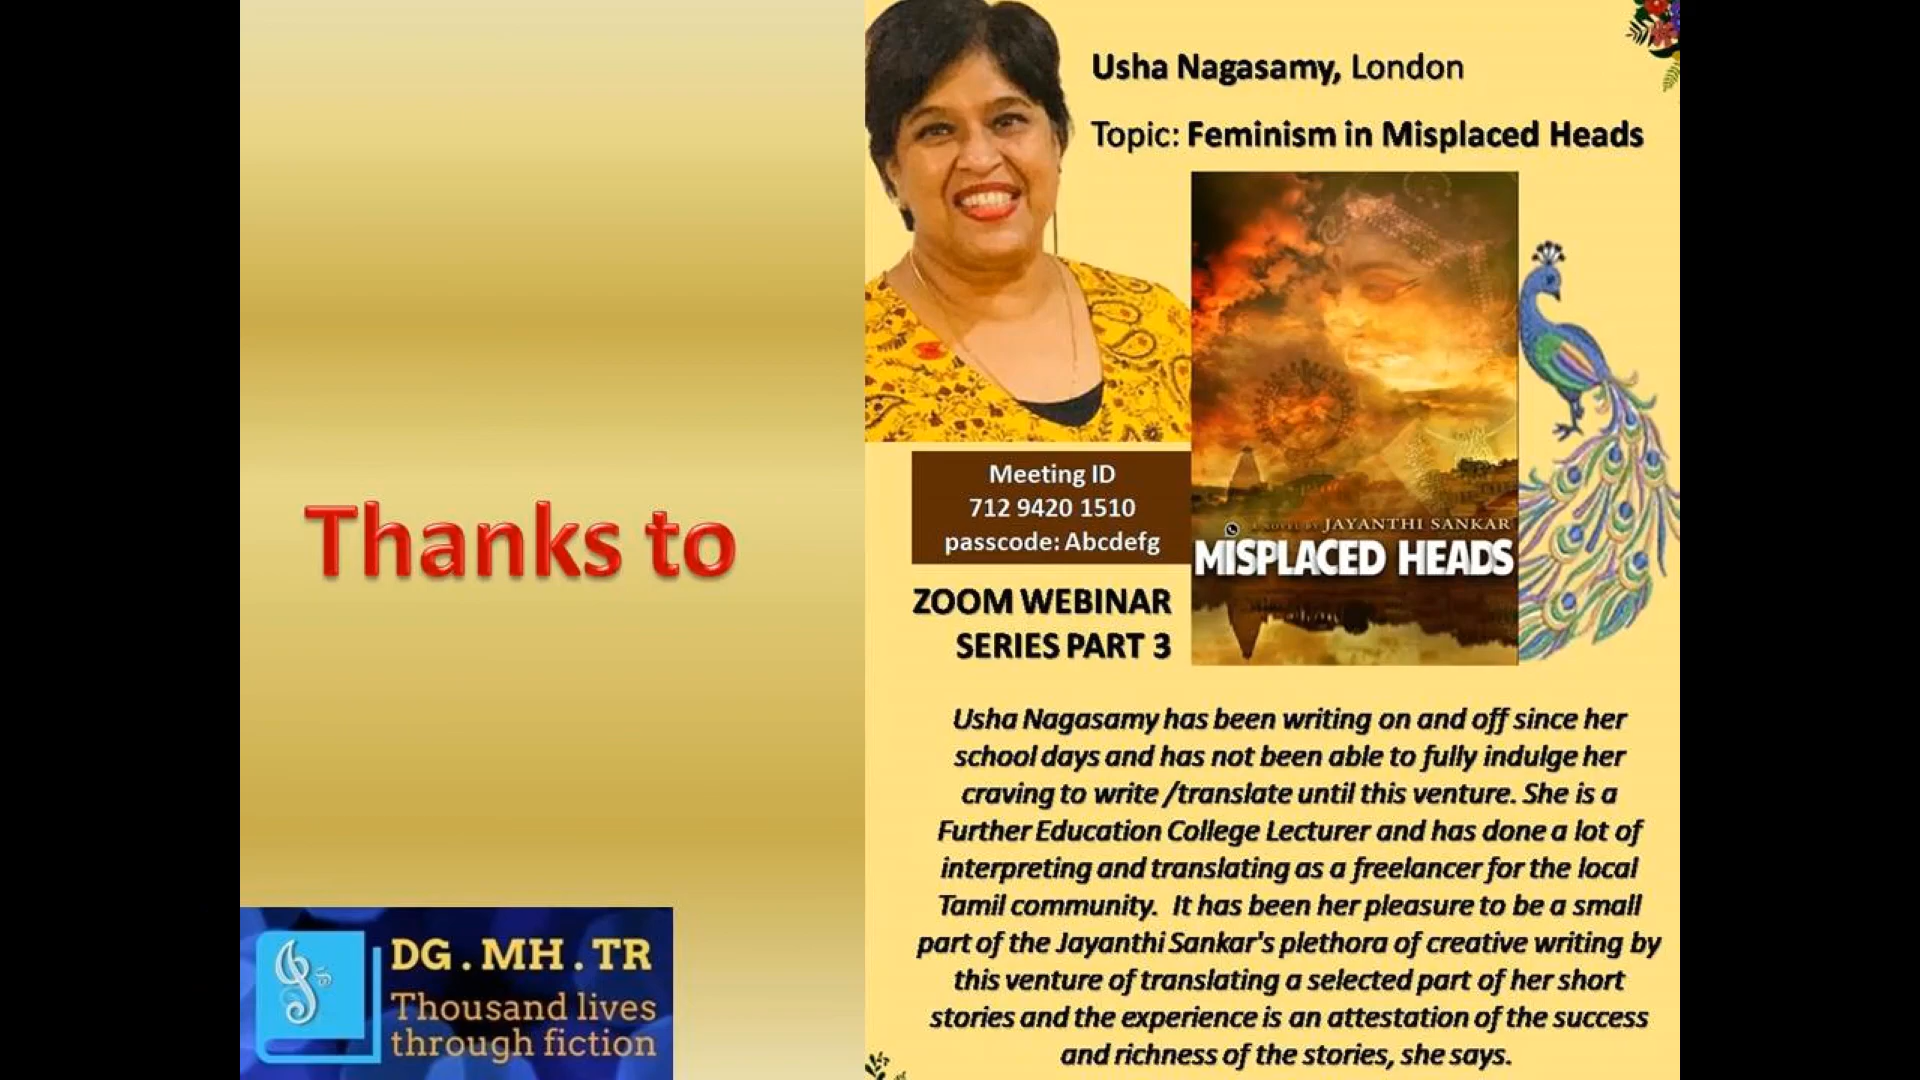 Thanks to
DG . MH . TR
Thousand lives
through fiction
Usha Nagasamy, London
Topic: Feminism in Misplaced Heads
A NOVEL BY JAYANTHI SANKAR
MISPLACED HEADS
Meeting ID
712 9420 1510
passcode: Abcdefg
ZOOM WEBINAR
SERIES PART 3
Usha Nagasamy has been writing on and off since her
school days and has not been able to fully indulge her
craving to write /translate until this venture. She is a
Further Education College Lecturer and has done a lot of
interpreting and translating as a freelancer for the local
Tamil community. It has been her pleasure to be a small
part of the Jayanthi Sankar's plethora of creative writing by
this venture of translating a selected part of her short
stories and the experience is an attestation of the success
and richness of the stories, she says.